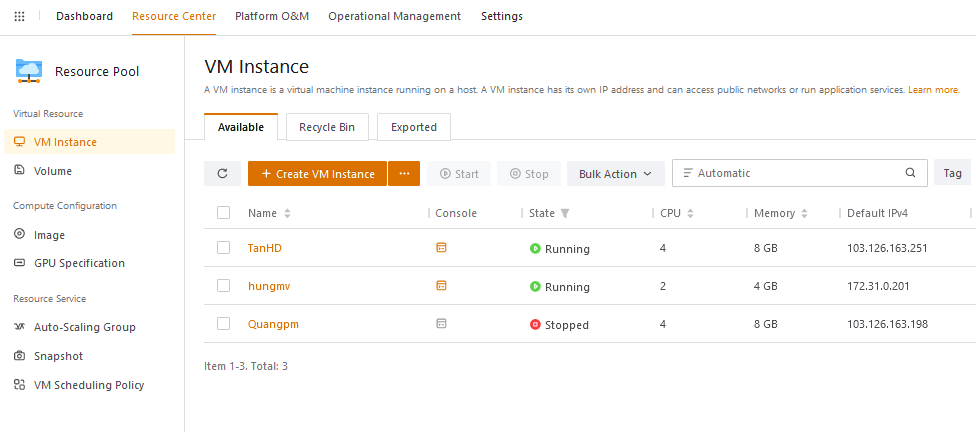 Dashboard Resource Center Platform O&M Operational Management Settings
Resource Pool
Virtual Resource
VM Instance
Volume
Compute Configuration
Image
GPU Specification
Resource Service
Auto-Scaling Group
Snapshot
VM Scheduling Policy
VM Instance
A VM instance is a virtual machine instance running on a host. A VM instance has its own IP address and can access public networks or run application services. Learn more.
Available Recycle Bin Exported
+ Create VM Instance ... Start Stop Bulk Action Automatic Tag
Name Console State CPU Memory Default IPv4
TanHD Running 4 8 GB 103.126.163.251
hungmv Running 2 4 GB 172.31.0.201
Quangpm Stopped 4 8 GB 103.126.163.198
Item 1-3. Total: 3